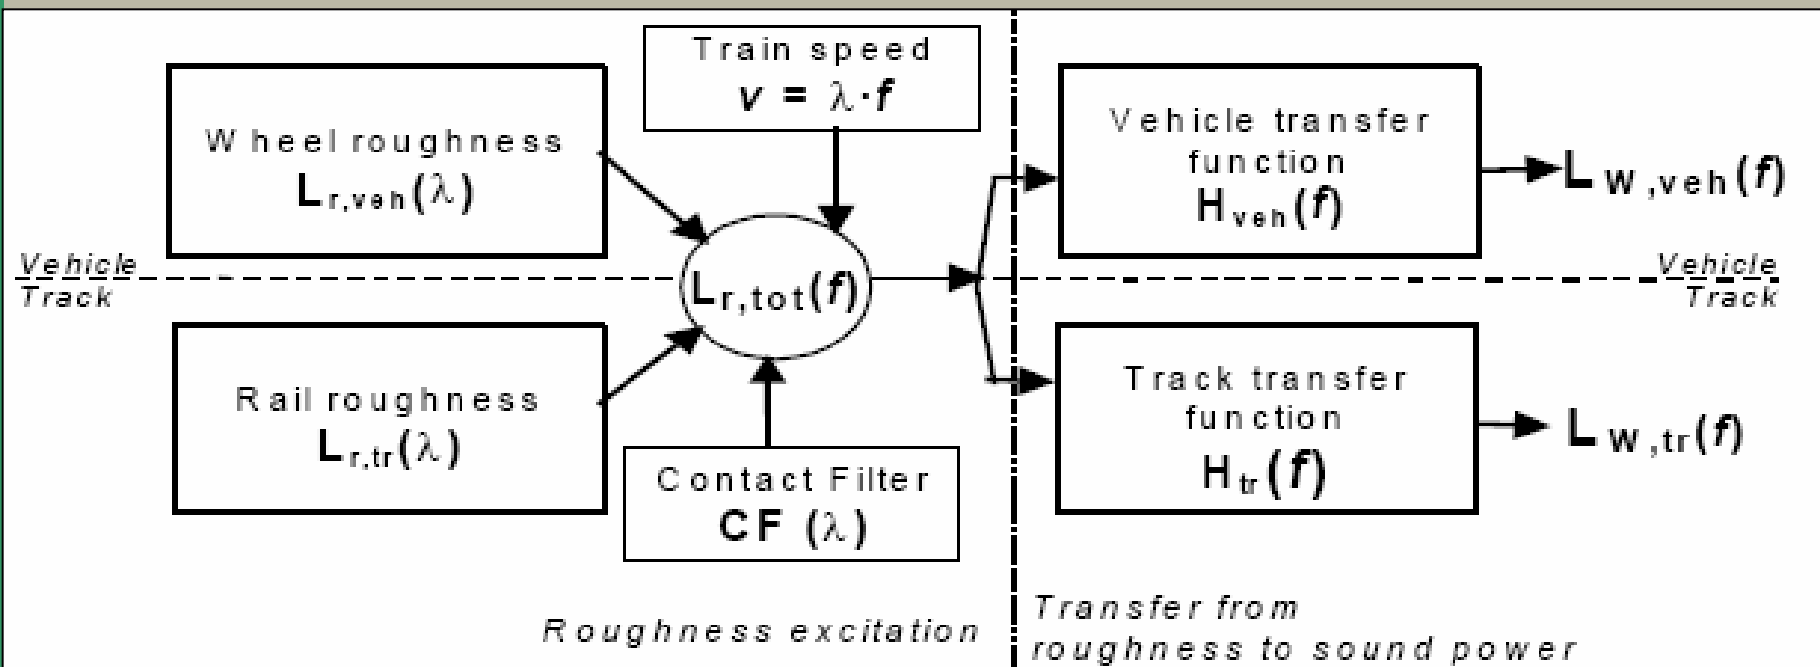 Train speed
v = λ·f
Wheel roughness
Lr,veh(λ)
Vehicle transfer
function
Hveh(f)
LW,veh(f)
Vehicle
Track
Lr,tot(f)
Vehicle
Track
Rail roughness
Lr,tr(λ)
Contact Filter
CF (λ)
Track transfer
function
Htr(f)
LW,tr(f)
Roughness excitation
Transfer from
roughness to sound power